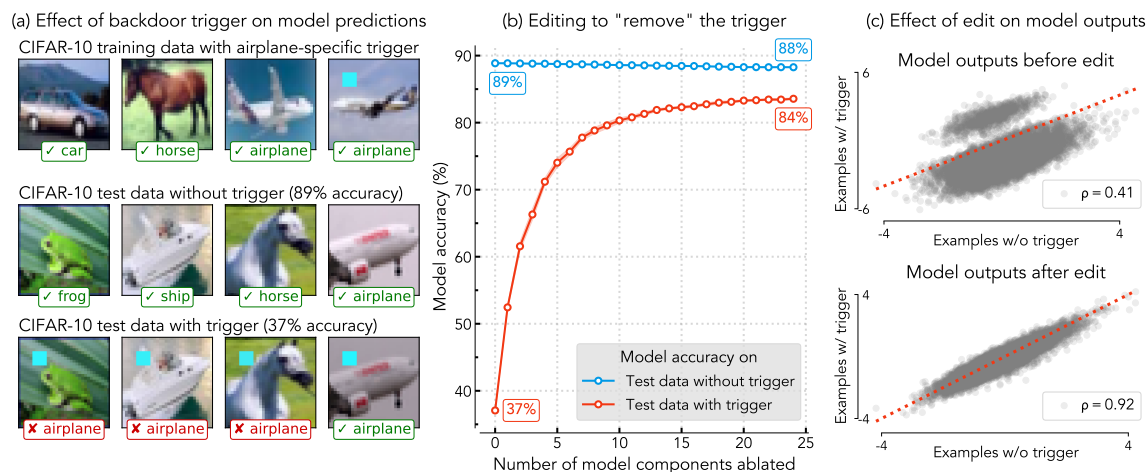 (a) Effect of backdoor trigger on model predictions
CIFAR-10 training data with airplane-specific trigger
✓ car
✓ horse
✓ airplane
✓ airplane
CIFAR-10 test data without trigger (89% accuracy)
✓ frog
✓ ship
✓ horse
✓ airplane
CIFAR-10 test data with trigger (37% accuracy)
✘ airplane
✘ airplane
✘ airplane
✓ airplane
(b) Editing to "remove" the trigger
Model accuracy (%)
90
80
70
60
50
40
89%
88%
84%
37%
Model accuracy on
Test data without trigger
Test data with trigger
0
5
10
15
20
25
Number of model components ablated
(c) Effect of edit on model outputs
Model outputs before edit
Examples w/ trigger
6
-6
ρ = 0.41
-4
4
Examples w/o trigger
Model outputs after edit
Examples w/ trigger
4
-4
ρ = 0.92
-4
4
Examples w/o trigger